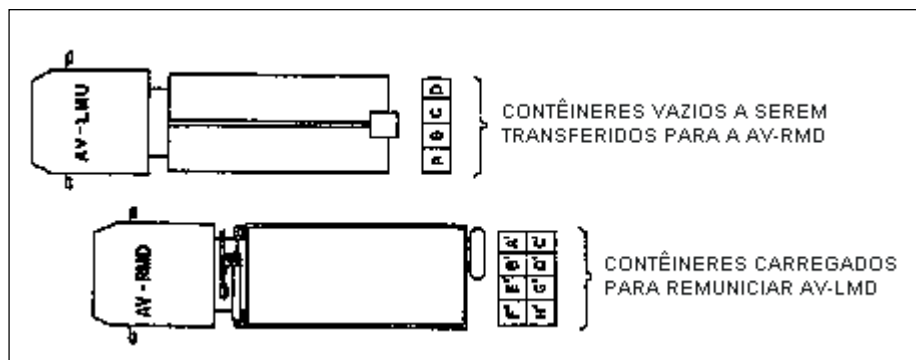 AV-LMU
D
C
B
A
CONTÊINERES VAZIOS A SEREM
TRANSFERIDOS PARA A AV-RMD
AV - RMD
A' C'
B' D'
E' G'
F' H'
CONTÊINERES CARREGADOS
PARA REMUNICIAR AV-LMD